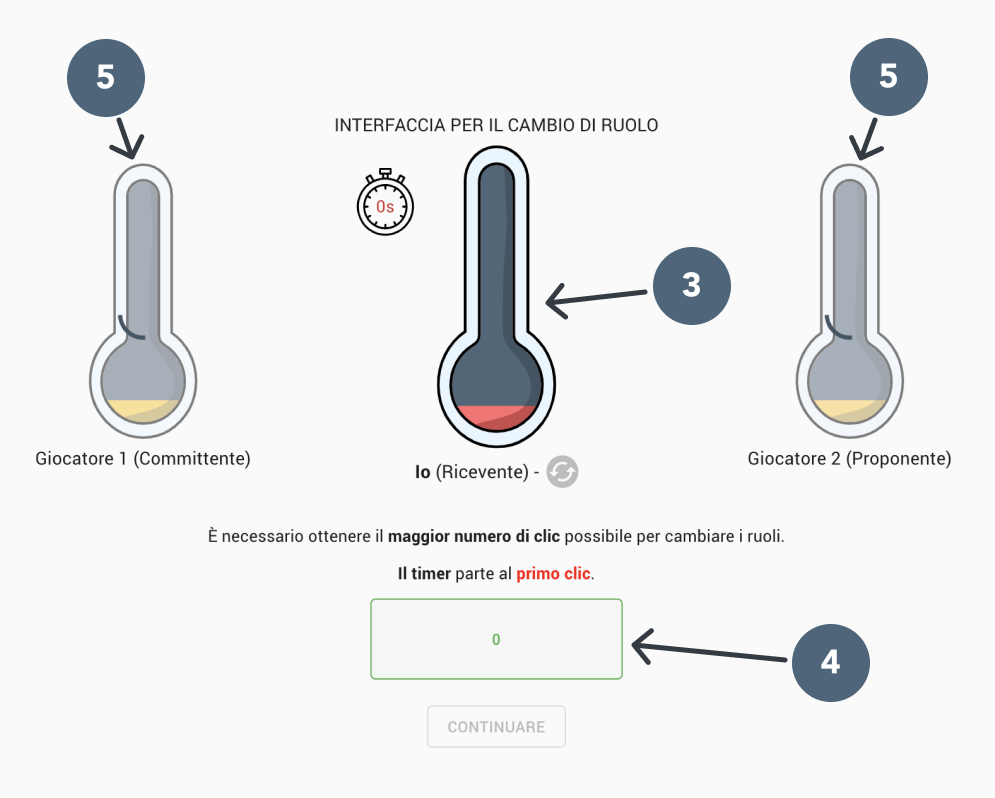 5
5
INTERFACCIA PER IL CAMBIO DI RUOLO
0s
3
Giocatore 1 (Committente)
Io (Ricevente) -
Giocatore 2 (Proponente)
È necessario ottenere il maggior numero di clic possibile per cambiare i ruoli.
Il timer parte al primo clic.
0
4
CONTINUARE